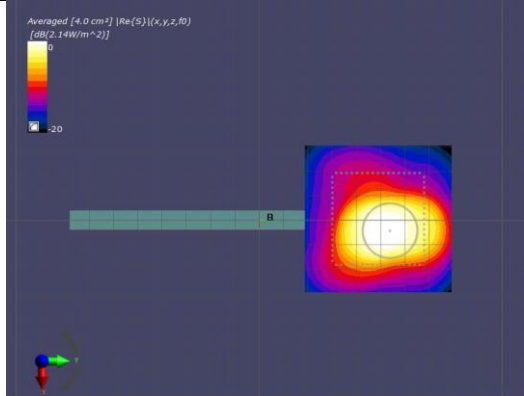 Averaged [4.0 cm²] |Re{S}|(x,y,z,f0)
[dB(2.14W/m^2)]
0
-20